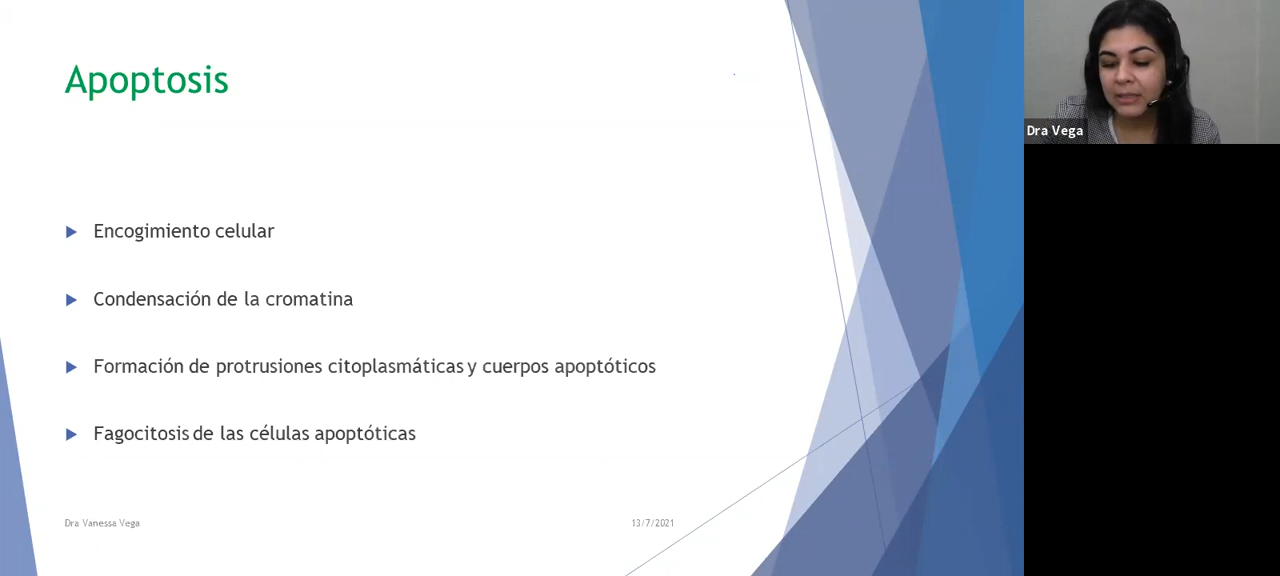 Apoptosis
Encogimiento celular
Condensación de la cromatina
Formación de protrusiones citoplasmáticas y cuerpos apoptóticos
Fagocitosis de las células apoptóticas
Dra Vanessa Vega
13/7/2021
Dra Vega